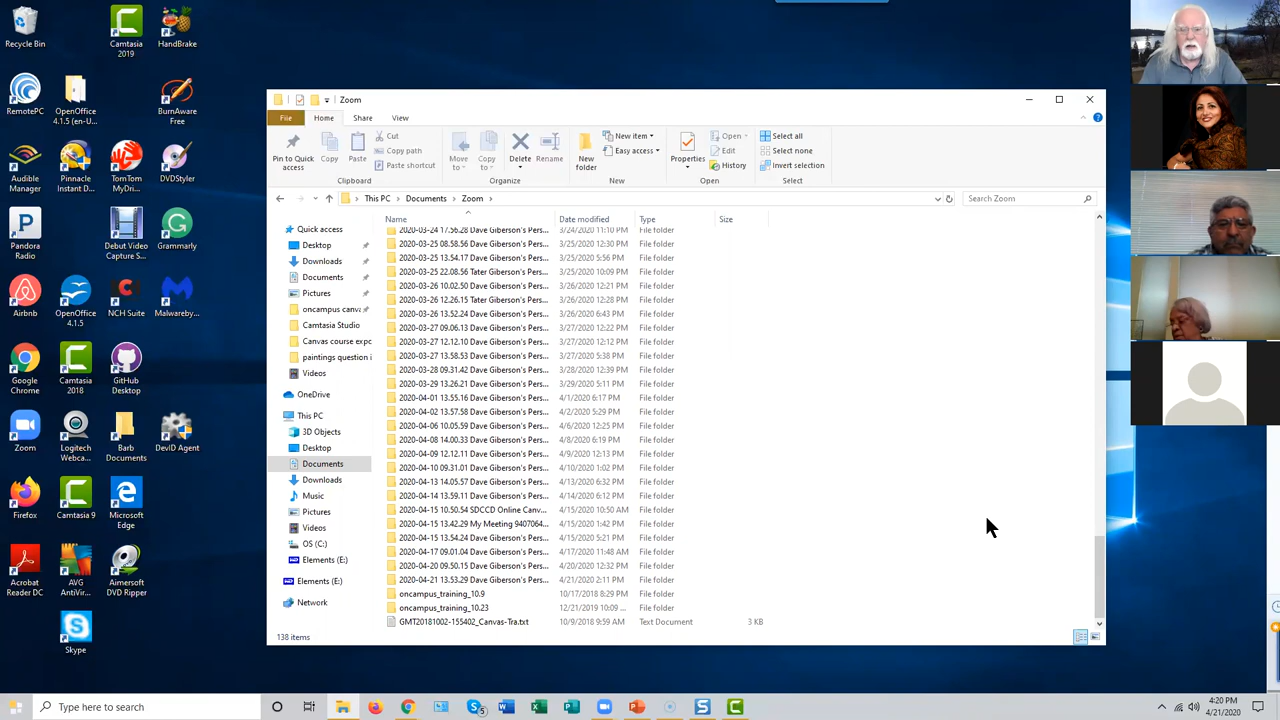 Recycle Bin
Camtasia 2019
HandBrake
RemotePC
OpenOffice 4.1.5 (en-U...
BurnAware Free
Audible Manager
Pinnacle Instant D...
TomTom MyDri...
DVDStyler
Pandora Radio
Debut Video Capture S...
Grammarly
Airbnb
OpenOffice 4.1.5
NCH Suite
Malwareby...
Google Chrome
Camtasia 2018
GitHub Desktop
Zoom
Logitech Webca...
Barb Documents
DevID Agent
Firefox
Camtasia 9
Microsoft Edge
Acrobat Reader DC
AVG AntiVir...
Aimersoft DVD Ripper
Skype
Zoom
File Home Share View
Pin to Quick access
Copy
Paste
Cut
Copy path
Paste shortcut
Clipboard
Move to
Copy to
Delete
Rename
Organize
New folder
New item
Easy access
New
Properties
Open
Edit
History
Open
Select all
Select none
Invert selection
Select
This PC > Documents > Zoom >
Search Zoom
Name Date modified Type Size
Quick access
Desktop
Downloads
Documents
Pictures
oncampus canva
Camtasia Studio
Canvas course expo
paintings question i
Videos
OneDrive
This PC
3D Objects
Desktop
Documents
Downloads
Music
Pictures
Videos
OS (C:)
Elements (E:)
Elements (E:)
Network
2020-03-24 17.56.28 Dave Giberson's Pers... 3/24/2020 11:10 PM File folder
2020-03-25 08.58.56 Dave Giberson's Pers... 3/25/2020 12:30 PM File folder
2020-03-25 13.54.17 Dave Giberson's Pers... 3/25/2020 5:56 PM File folder
2020-03-25 22.08.56 Tater Giberson's Pers... 3/25/2020 10:09 PM File folder
2020-03-26 10.02.50 Dave Giberson's Pers... 3/26/2020 12:21 PM File folder
2020-03-26 12.26.15 Tater Giberson's Pers... 3/26/2020 12:28 PM File folder
2020-03-26 13.52.24 Dave Giberson's Pers... 3/26/2020 6:43 PM File folder
2020-03-27 09.06.13 Dave Giberson's Pers... 3/27/2020 12:22 PM File folder
2020-03-27 12.12.10 Dave Giberson's Pers... 3/27/2020 12:12 PM File folder
2020-03-27 13.58.53 Dave Giberson's Pers... 3/27/2020 5:38 PM File folder
2020-03-28 09.31.42 Dave Giberson's Pers... 3/28/2020 12:39 PM File folder
2020-03-29 13.26.21 Dave Giberson's Pers... 3/29/2020 5:11 PM File folder
2020-04-01 13.55.16 Dave Giberson's Pers... 4/1/2020 6:17 PM File folder
2020-04-02 13.57.58 Dave Giberson's Pers... 4/2/2020 5:29 PM File folder
2020-04-06 10.05.59 Dave Giberson's Pers... 4/6/2020 12:25 PM File folder
2020-04-08 14.00.33 Dave Giberson's Pers... 4/8/2020 6:19 PM File folder
2020-04-09 12.12.11 Dave Giberson's Pers... 4/9/2020 12:13 PM File folder
2020-04-10 09.31.01 Dave Giberson's Pers... 4/10/2020 1:02 PM File folder
2020-04-13 14.05.57 Dave Giberson's Pers... 4/13/2020 6:32 PM File folder
2020-04-14 13.59.11 Dave Giberson's Pers... 4/14/2020 6:12 PM File folder
2020-04-15 10.50.54 SDCCD Online Canv... 4/15/2020 10:50 AM File folder
2020-04-15 13.42.29 My Meeting 9407064... 4/15/2020 1:42 PM File folder
2020-04-15 13.54.24 Dave Giberson's Pers... 4/15/2020 5:21 PM File folder
2020-04-17 09.01.04 Dave Giberson's Pers... 4/17/2020 11:48 AM File folder
2020-04-20 09.50.15 Dave Giberson's Pers... 4/20/2020 12:32 PM File folder
2020-04-21 13.53.29 Dave Giberson's Pers... 4/21/2020 2:11 PM File folder
oncampus_training_10.9 10/17/2018 8:29 PM File folder
oncampus_training_10.23 12/21/2019 10:09 ... File folder
GMT20181002-155402_Canvas-Tra.txt 10/9/2018 9:59 AM Text Document 3 KB
138 items
Type here to search
5
4:20 PM
4/21/2020